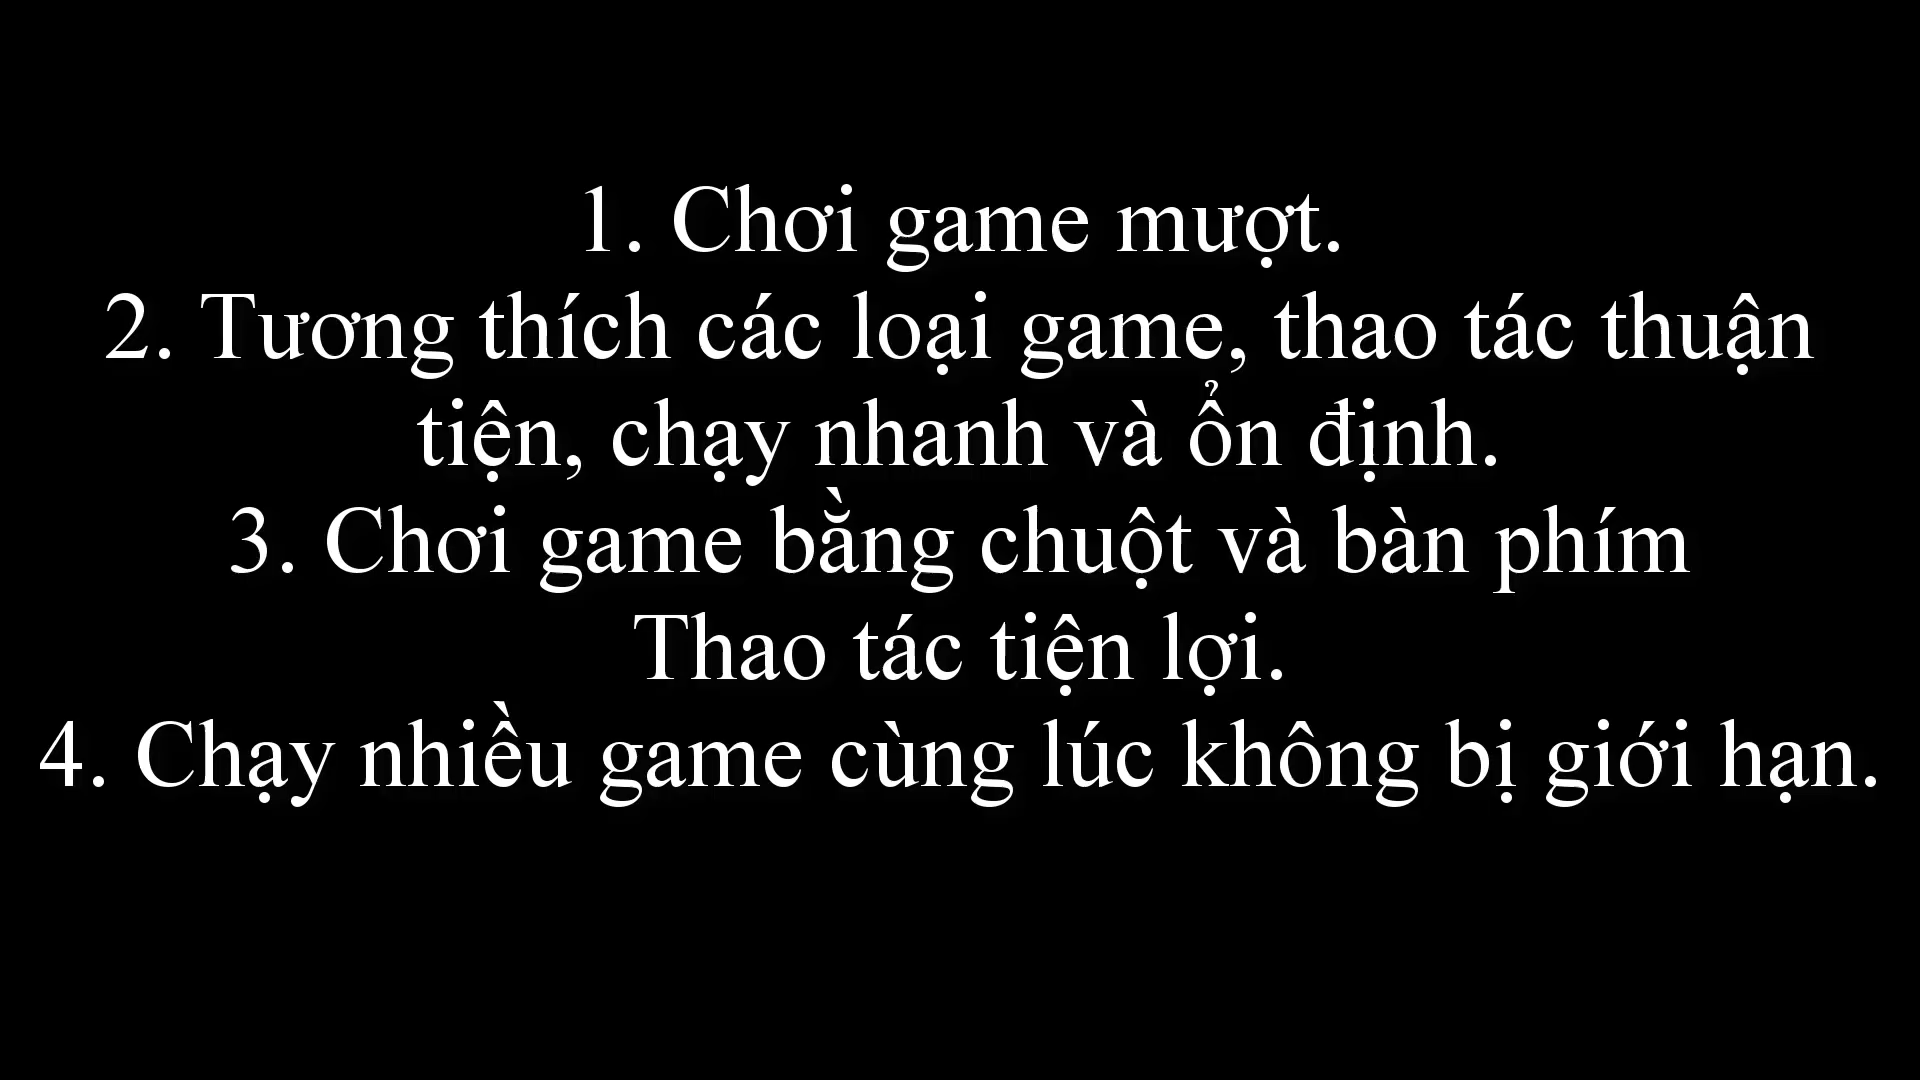 1. Chơi game mượt.
2. Tương thích các loại game, thao tác thuận
tiện, chạy nhanh và ổn định.
3. Chơi game bằng chuột và bàn phím
Thao tác tiện lợi.
4. Chạy nhiều game cùng lúc không bị giới hạn.